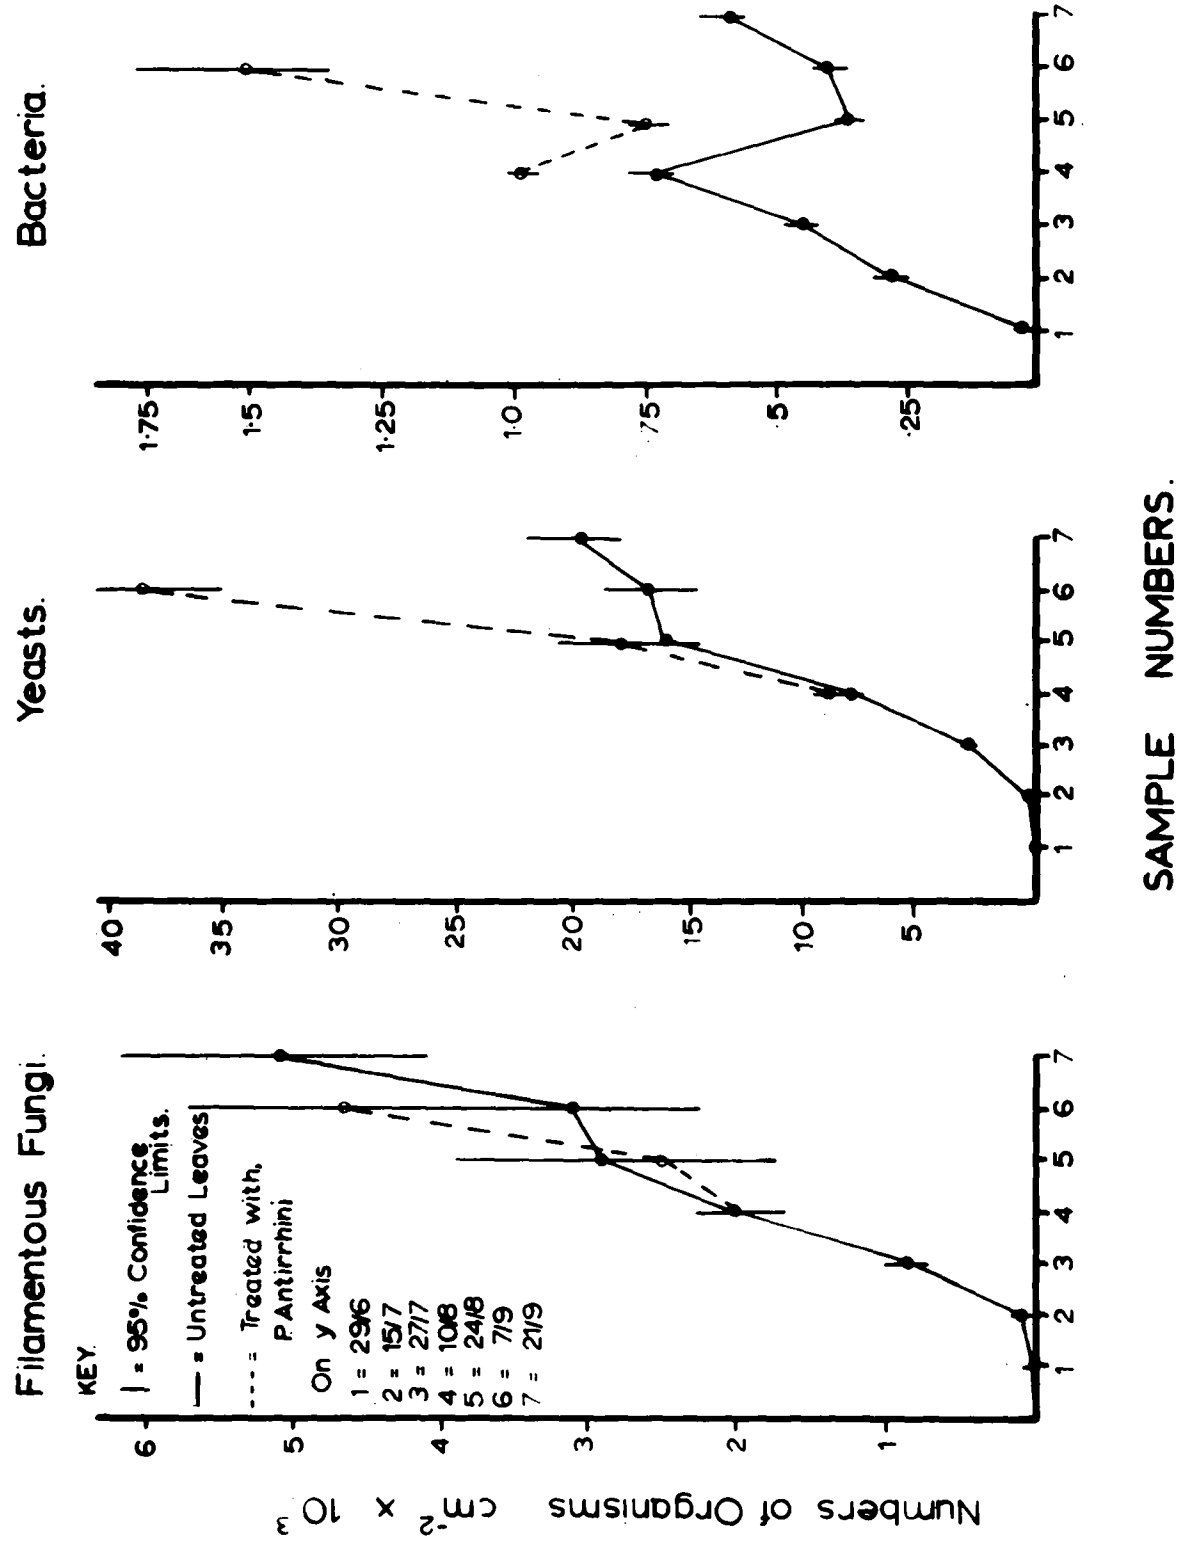 Filamentous Fungi.
Yeasts.
Bacteria.
KEY.
| = 95% Confidence
Limits.
— = Untreated Leaves
--- = Treated with.
P. Antirrhini
On y Axis
1 = 29/6
2 = 15/7
3 = 27/7
4 = 10/8
5 = 24/8
6 = 7/9
7 = 21/9
Numbers of Organisms cm⁻² x 10³
6
5
4
3
2
1
1 2 3 4 5 6 7
40
35
30
25
20
15
10
5
1 2 3 4 5 6 7
1·75
1·5
1·25
1·0
·75
·5
·25
1 2 3 4 5 6 7
SAMPLE NUMBERS.